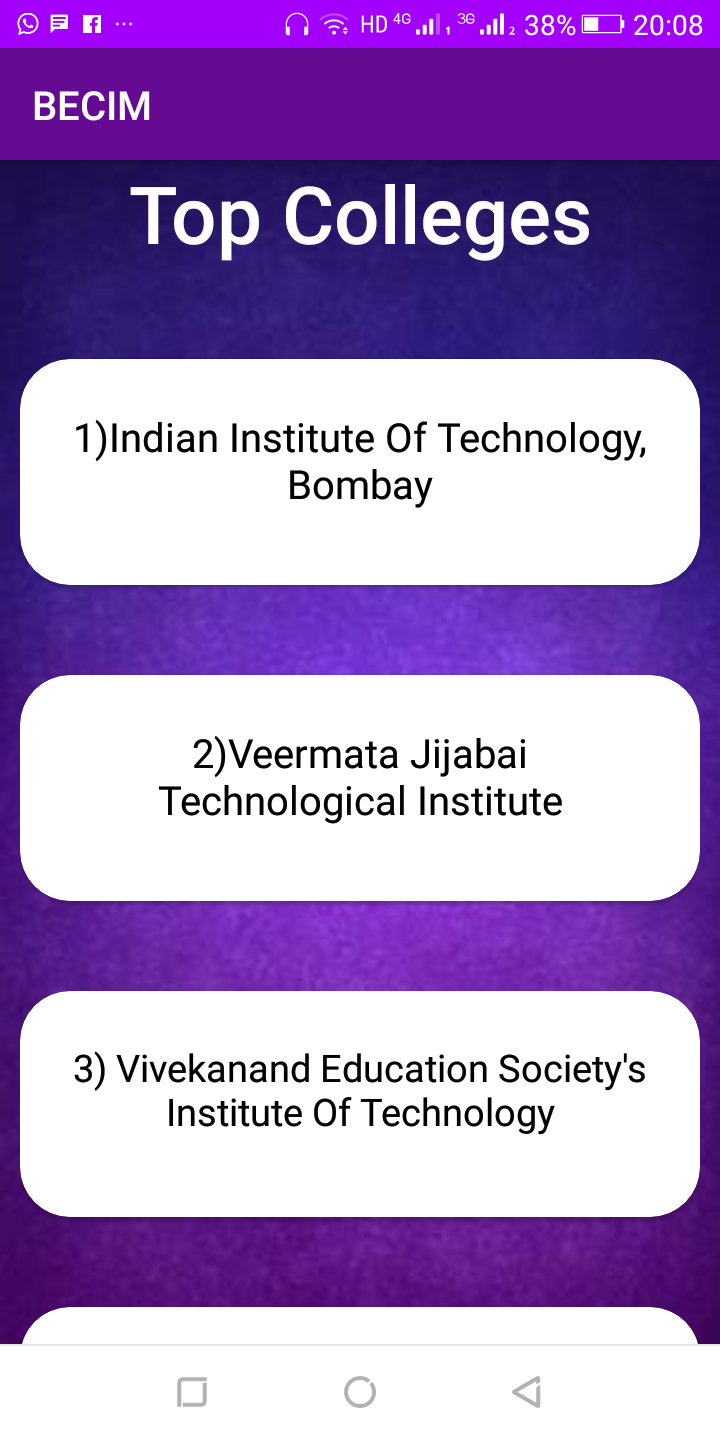 HD 4G 1 3G 2 38% 20:08
BECIM
Top Colleges
1)Indian Institute Of Technology,
Bombay
2)Veermata Jijabai
Technological Institute
3) Vivekanand Education Society's
Institute Of Technology